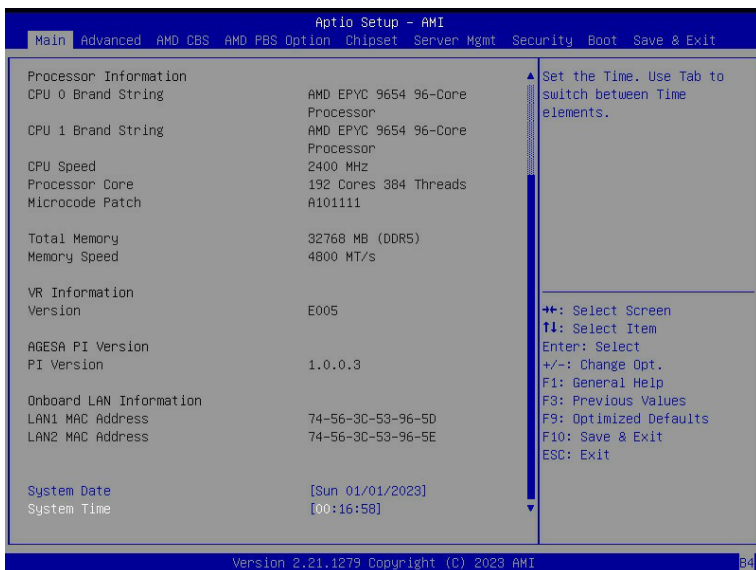 Aptio Setup - AMI
Main Advanced AMD CBS AMD PBS Option Chipset Server Mgmt Security Boot Save & Exit
Processor Information
CPU 0 Brand String AMD EPYC 9654 96-Core
Processor
CPU 1 Brand String AMD EPYC 9654 96-Core
Processor
CPU Speed 2400 MHz
Processor Core 192 Cores 384 Threads
Microcode Patch A101111
Total Memory 32768 MB (DDR5)
Memory Speed 4800 MT/s
VR Information
Version E005
AGESA PI Version
PI Version 1.0.0.3
Onboard LAN Information
LAN1 MAC Address 74-56-3C-53-96-5D
LAN2 MAC Address 74-56-3C-53-96-5E
System Date [Sun 01/01/2023]
System Time [00:16:58]
Set the Time. Use Tab to
switch between Time
elements.
→←: Select Screen
↑↓: Select Item
Enter: Select
+/-: Change Opt.
F1: General Help
F3: Previous Values
F9: Optimized Defaults
F10: Save & Exit
ESC: Exit
Version 2.21.1279 Copyright (C) 2023 AMI
B4